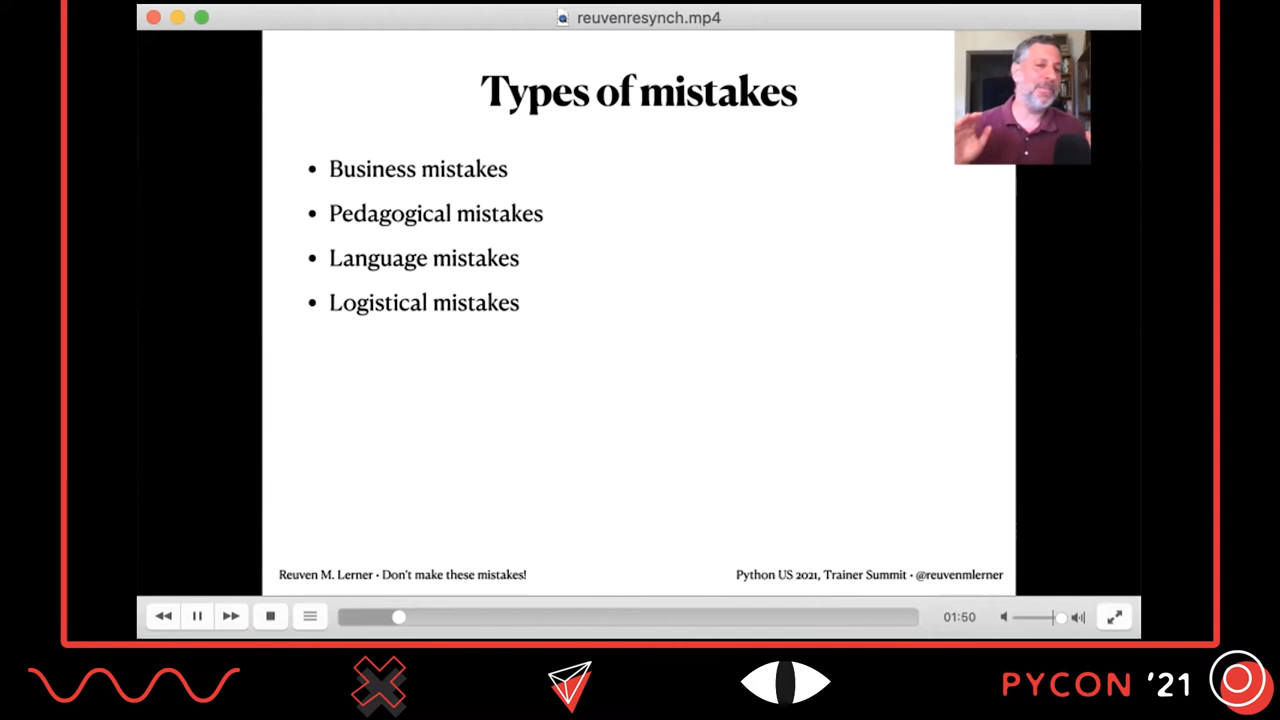 reuvenresynch.mp4
Types of mistakes
• Business mistakes
• Pedagogical mistakes
• Language mistakes
• Logistical mistakes
Reuven M. Lerner • Don't make these mistakes!
Python US 2021, Trainer Summit • @reuvenmlerner
01:50
PYCON '21